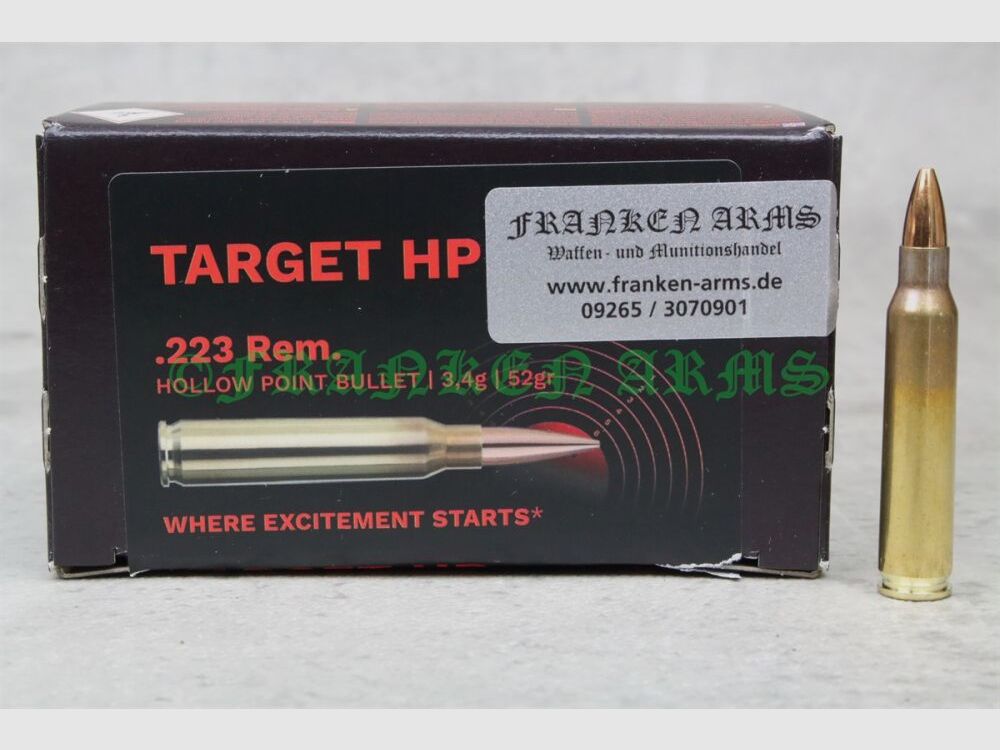 FRANKEN ARMS
Waffen- und Munitionshandel
www.franken-arms.de
09265 / 3070901
TARGET HP
.223 Rem.
©FRANKEN ARMS
HOLLOW POINT BULLET | 3,4g | 52gr
WHERE EXCITEMENT STARTS*